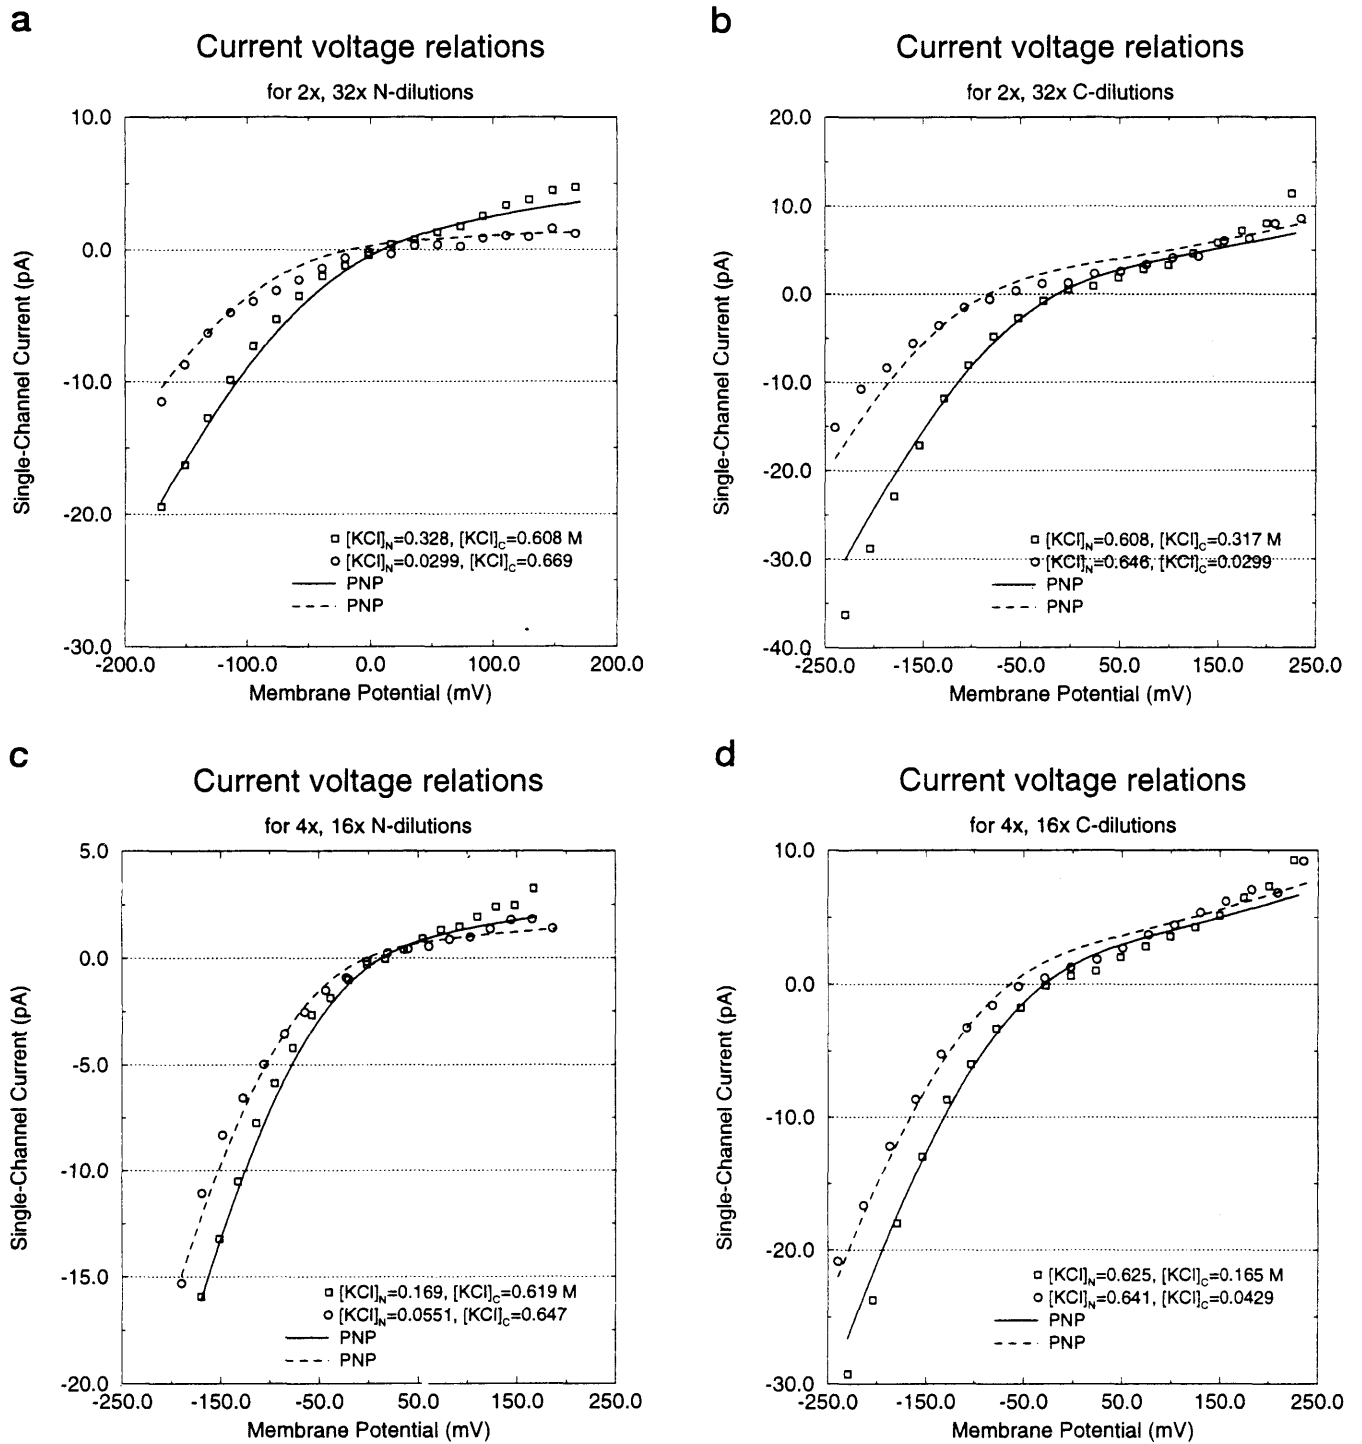 a
Current voltage relations
for 2x, 32x N-dilutions
10.0
0.0
-10.0
-20.0
-30.0
Single-Channel Current (pA)
[KCl]N=0.328, [KCl]C=0.608 M
[KCl]N=0.0299, [KCl]C=0.669
PNP
PNP
-200.0 -100.0 0.0 100.0 200.0
Membrane Potential (mV)
b
Current voltage relations
for 2x, 32x C-dilutions
20.0
10.0
0.0
-10.0
-20.0
-30.0
-40.0
Single-Channel Current (pA)
[KCl]N=0.608, [KCl]C=0.317 M
[KCl]N=0.646, [KCl]C=0.0299
PNP
PNP
-250.0 -150.0 -50.0 50.0 150.0 250.0
Membrane Potential (mV)
c
Current voltage relations
for 4x, 16x N-dilutions
5.0
0.0
-5.0
-10.0
-15.0
-20.0
Single-Channel Current (pA)
[KCl]N=0.169, [KCl]C=0.619 M
[KCl]N=0.0551, [KCl]C=0.647
PNP
PNP
-250.0 -150.0 -50.0 50.0 150.0 250.0
Membrane Potential (mV)
d
Current voltage relations
for 4x, 16x C-dilutions
10.0
0.0
-10.0
-20.0
-30.0
Single-Channel Current (pA)
[KCl]N=0.625, [KCl]C=0.165 M
[KCl]N=0.641, [KCl]C=0.0429
PNP
PNP
-250.0 -150.0 -50.0 50.0 150.0 250.0
Membrane Potential (mV)